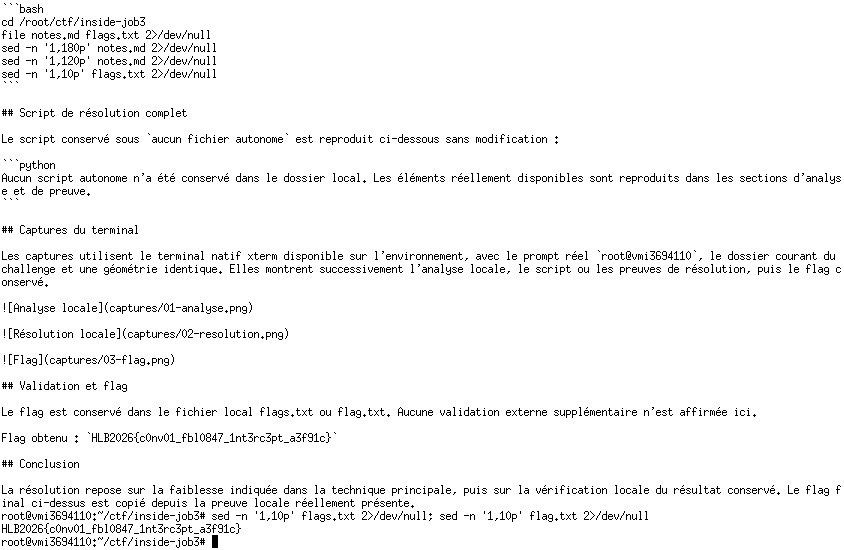 ```bash
cd /root/ctf/inside-job3
file notes.md flags.txt 2>/dev/null
sed -n '1,180p' notes.md 2>/dev/null
sed -n '1,120p' notes.md 2>/dev/null
sed -n '1,10p' flags.txt 2>/dev/null
```
## Script de résolution complet
Le script conservé sous `aucun fichier autonome` est reproduit ci-dessous sans modification :
```python
Aucun script autonome n'a été conservé dans le dossier local. Les éléments réellement disponibles sont reproduits dans les sections d'analys
e et de preuve.
```
## Captures du terminal
Les captures utilisent le terminal natif xterm disponible sur l'environnement, avec le prompt réel `root@vmi3694110`, le dossier courant du
challenge et une géométrie identique. Elles montrent successivement l'analyse locale, le script ou les preuves de résolution, puis le flag c
onservé.
![Analyse locale](captures/01-analyse.png)
![Résolution locale](captures/02-resolution.png)
![Flag](captures/03-flag.png)
## Validation et flag
Le flag est conservé dans le fichier local flags.txt ou flag.txt. Aucune validation externe supplémentaire n'est affirmée ici.
Flag obtenu : `HLB2026{c0nv01_fbl0847_1nt3rc3pt_a3f91c}`
## Conclusion
La résolution repose sur la faiblesse indiquée dans la technique principale, puis sur la vérification locale du résultat conservé. Le flag f
inal ci-dessus est copié depuis la preuve locale réellement présente.
root@vmi3694110:~/ctf/inside-job3# sed -n '1,10p' flags.txt 2>/dev/null; sed -n '1,10p' flag.txt 2>/dev/null
HLB2026{c0nv01_fbl0847_1nt3rc3pt_a3f91c}
root@vmi3694110:~/ctf/inside-job3#